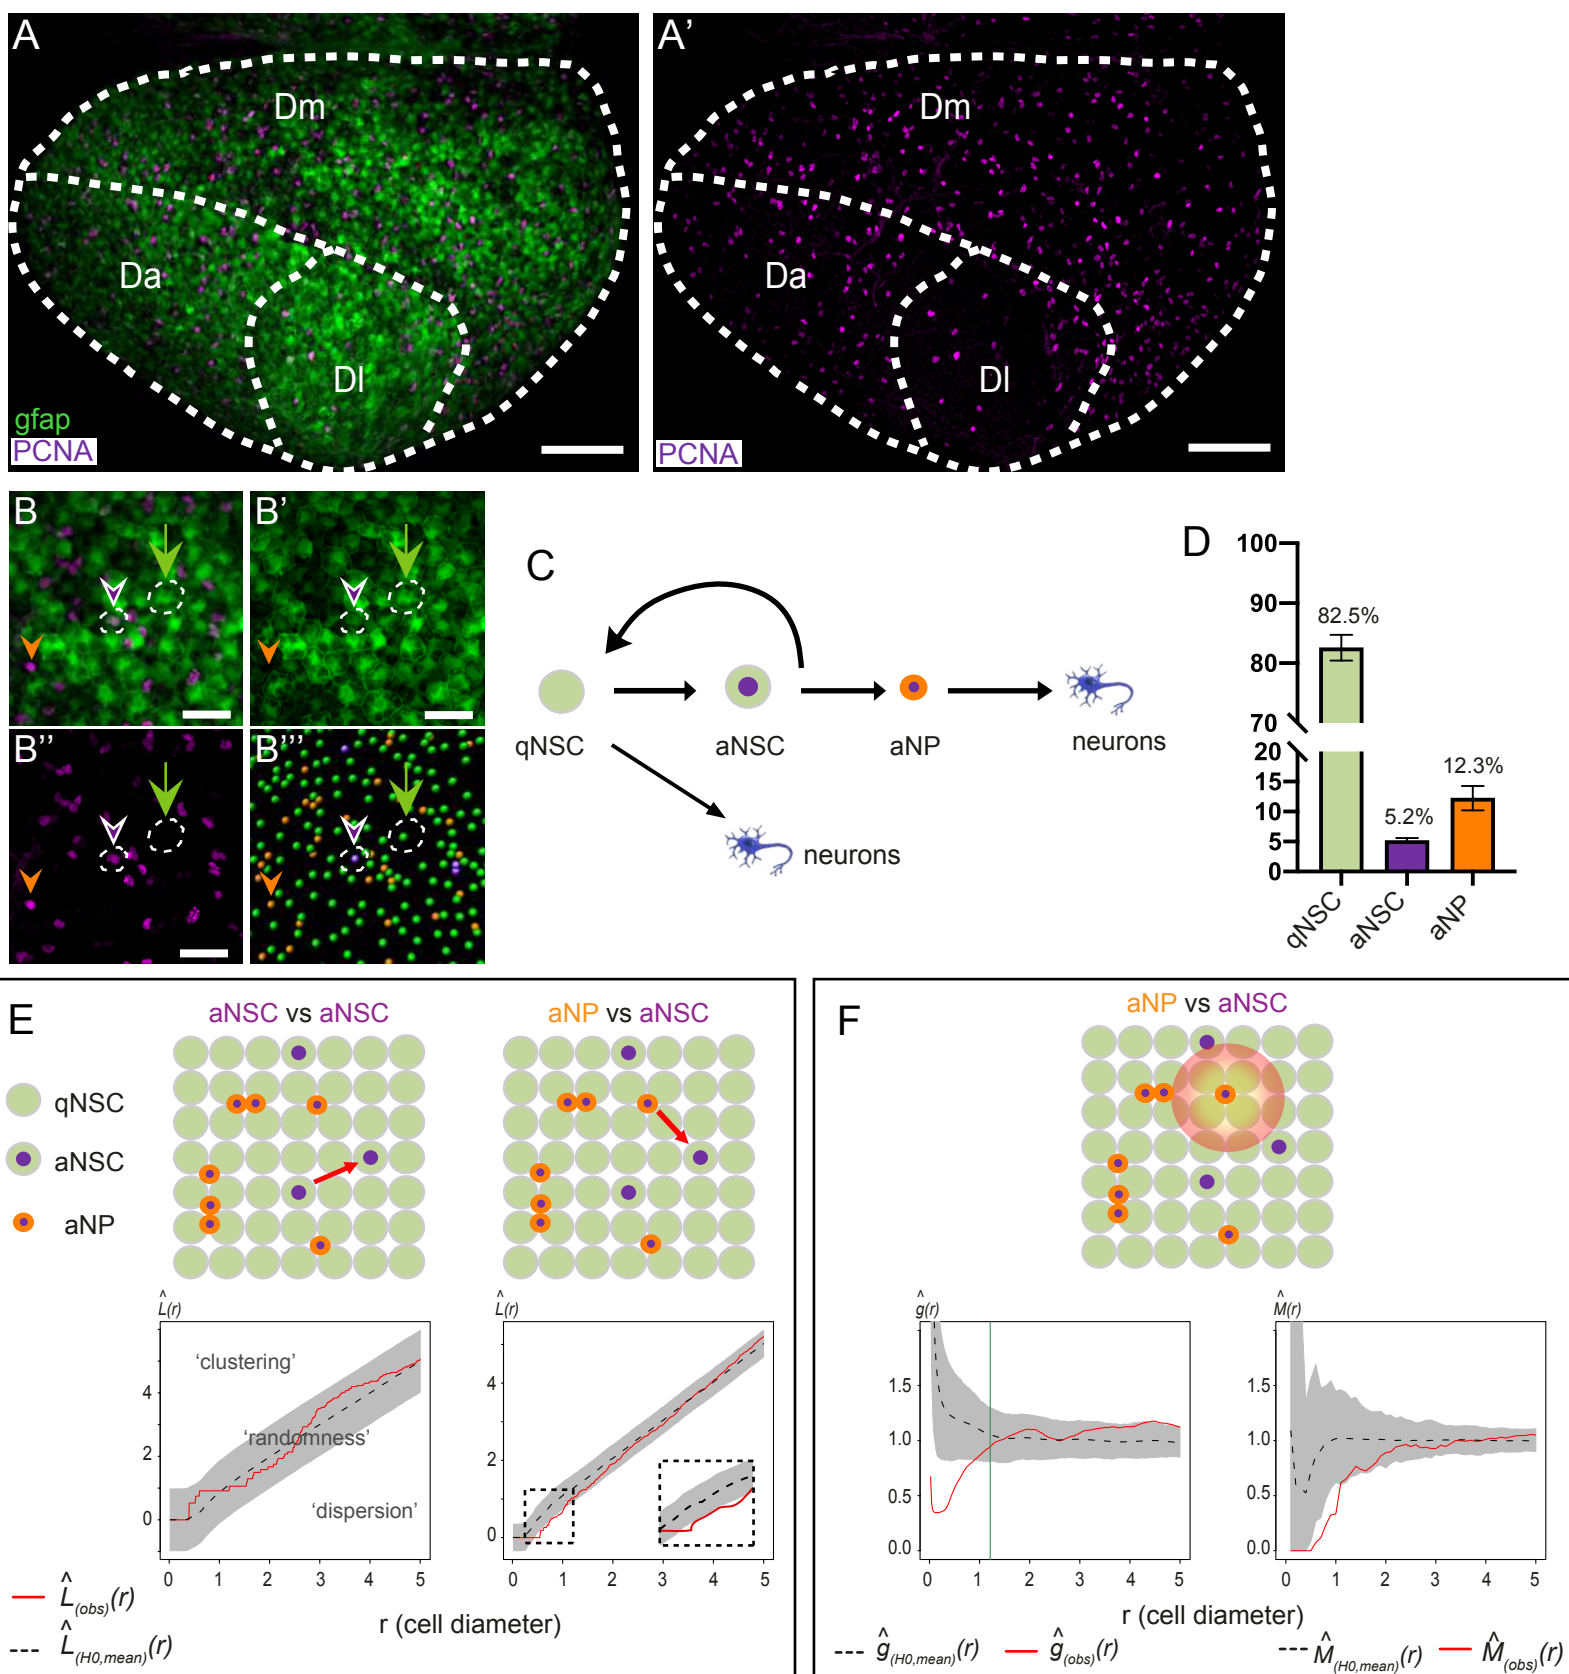 A
Dm
Da
Dl
gfap
PCNA
A'
Dm
Da
Dl
PCNA
B
B'
B''
B'''
C
qNSC
aNSC
aNP
neurons
neurons
D
100
90
80
70
20
15
10
5
0
82.5%
5.2%
12.3%
qNSC
aNSC
aNP
E
aNSC vs aNSC
aNP vs aNSC
qNSC
aNSC
aNP
L̂(r)
4
2
0
'clustering'
'randomness'
'dispersion'
0 1 2 3 4 5
L̂(r)
4
2
0
0 1 2 3 4 5
r (cell diameter)
L̂(obs)(r)
L̂(H0,mean)(r)
F
aNP vs aNSC
ĝ(r)
1.5
1.0
0.5
0.0
0 1 2 3 4 5
M̂(r)
1.5
1.0
0.5
0.0
0 1 2 3 4 5
r (cell diameter)
ĝ(H0,mean)(r)
ĝ(obs)(r)
M̂(H0,mean)(r)
M̂(obs)(r)